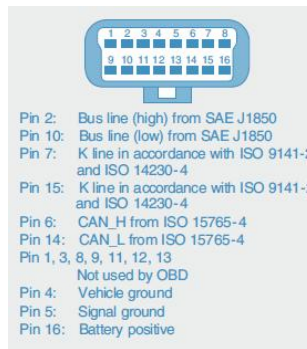 1 2 3 4 5 6 7 8
9 10 11 12 13 14 15 16
Pin 2: Bus line (high) from SAE J1850
Pin 10: Bus line (low) from SAE J1850
Pin 7: K line in accordance with ISO 9141-2
and ISO 14230-4
Pin 15: K line in accordance with ISO 9141-
and ISO 14230-4
Pin 6: CAN_H from ISO 15765-4
Pin 14: CAN_L from ISO 15765-4
Pin 1, 3, 8, 9, 11, 12, 13
Not used by OBD
Pin 4: Vehicle ground
Pin 5: Signal ground
Pin 16: Battery positive